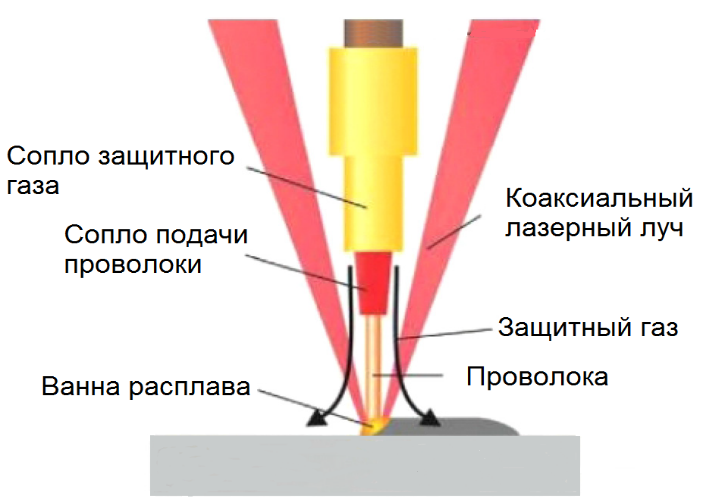 Сопло защитного
газа
Сопло подачи
проволоки
Ванна расплава
Коаксиальный
лазерный луч
Защитный газ
Проволока